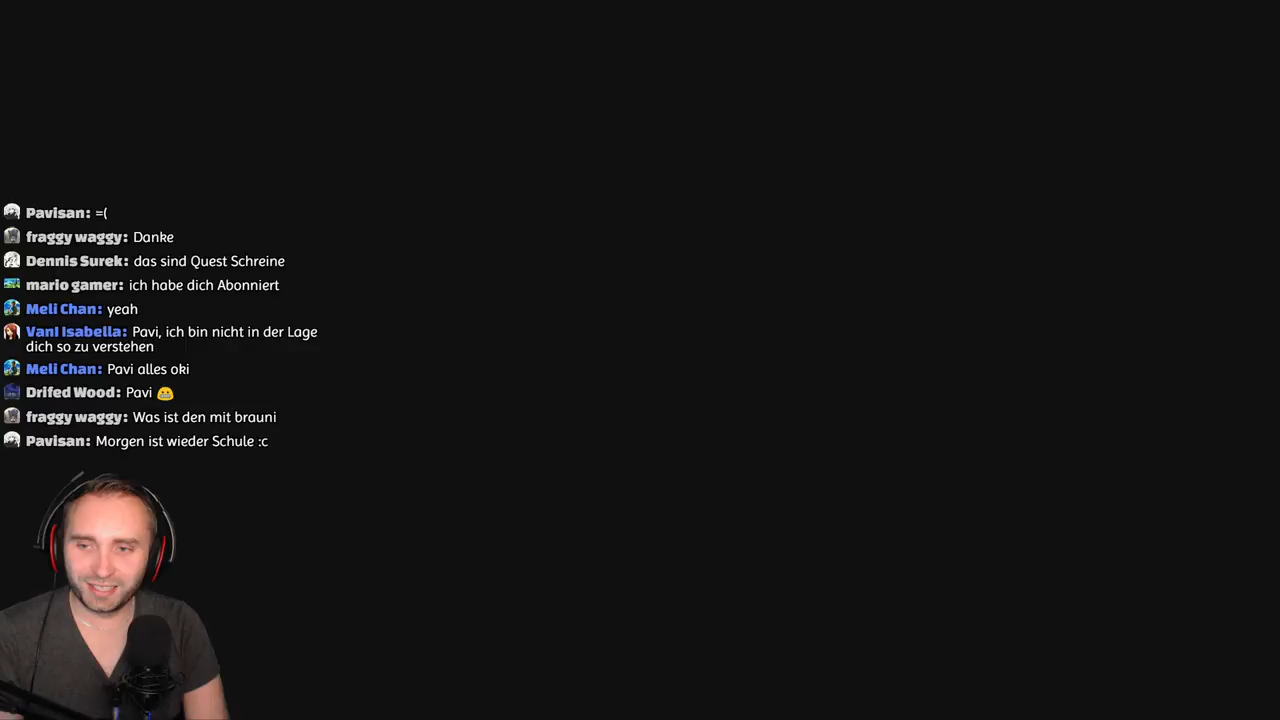 Pavisan: =(
fraggy waggy: Danke
Dennis Surek: das sind Quest Schreine
mario gamer: ich habe dich Abonniert
Meli Chan: yeah
VanI Isabella: Pavi, ich bin nicht in der Lage
dich so zu verstehen
Meli Chan: Pavi alles oki
Drifed Wood: Pavi 😬
fraggy waggy: Was ist den mit brauni
Pavisan: Morgen ist wieder Schule :c